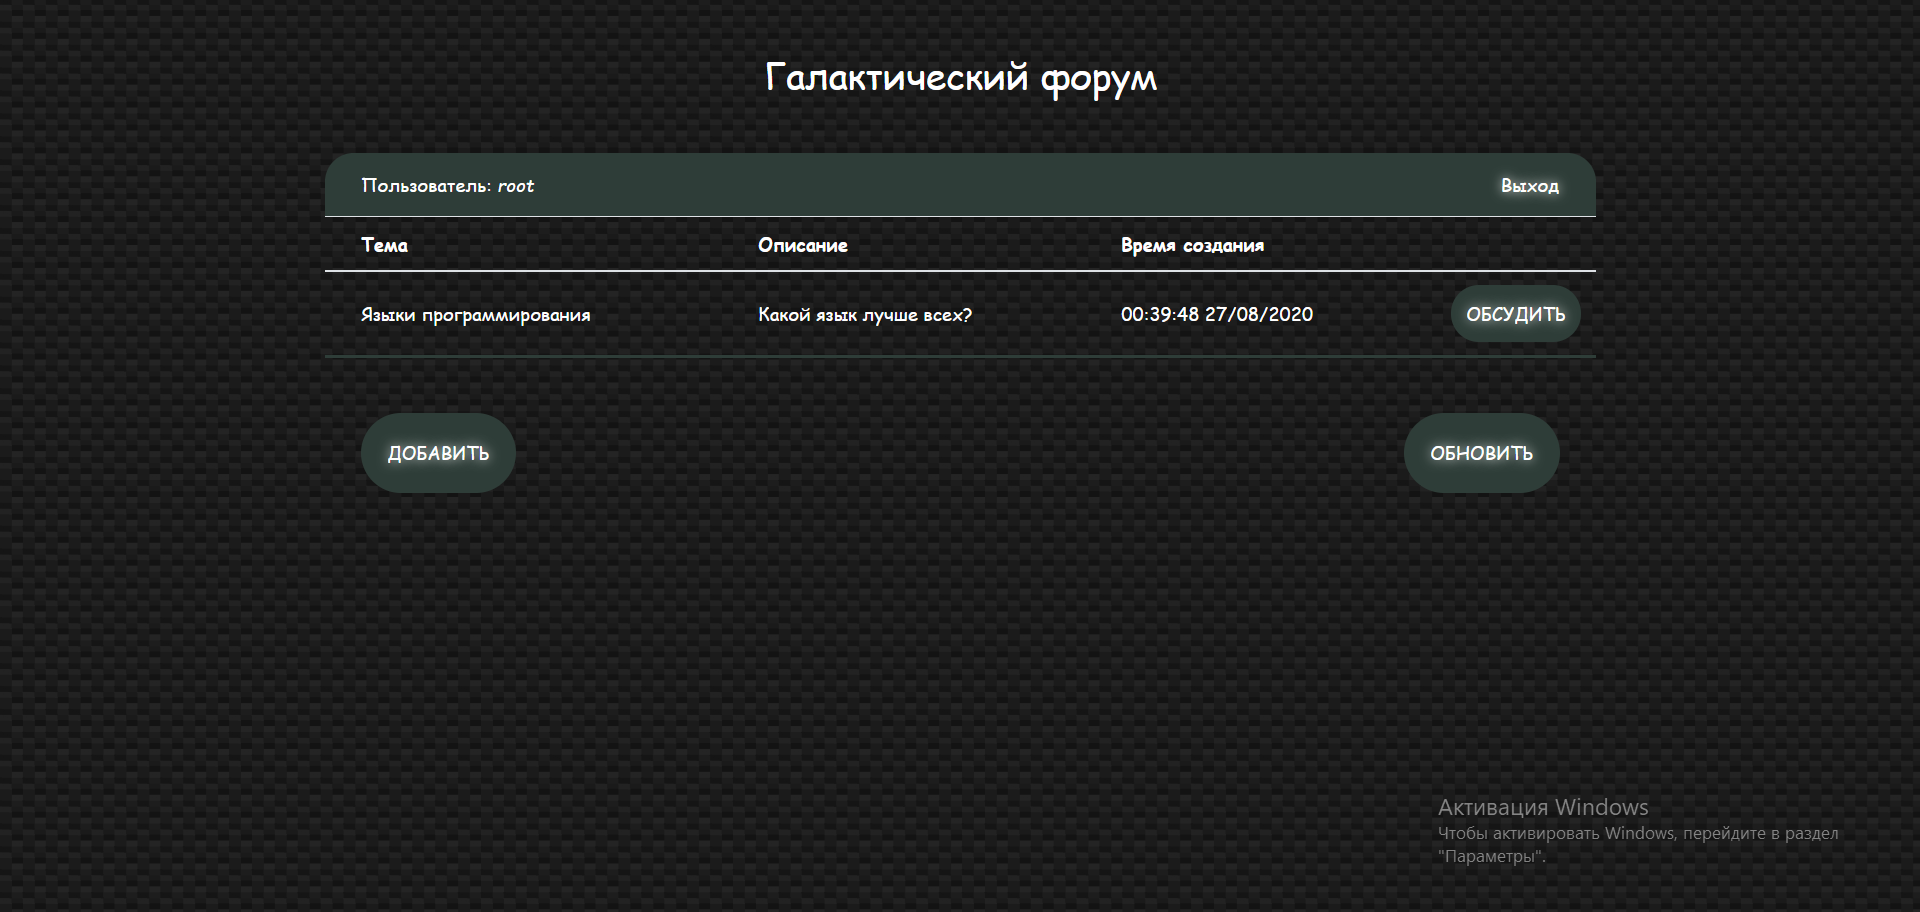 Галактический форум
Пользователь: root Выход
Тема Описание Время создания
Языки программирования Какой язык лучше всех? 00:39:48 27/08/2020 ОБСУДИТЬ
ДОБАВИТЬ ОБНОВИТЬ
Активация Windows
Чтобы активировать Windows, перейдите в раздел
"Параметры".